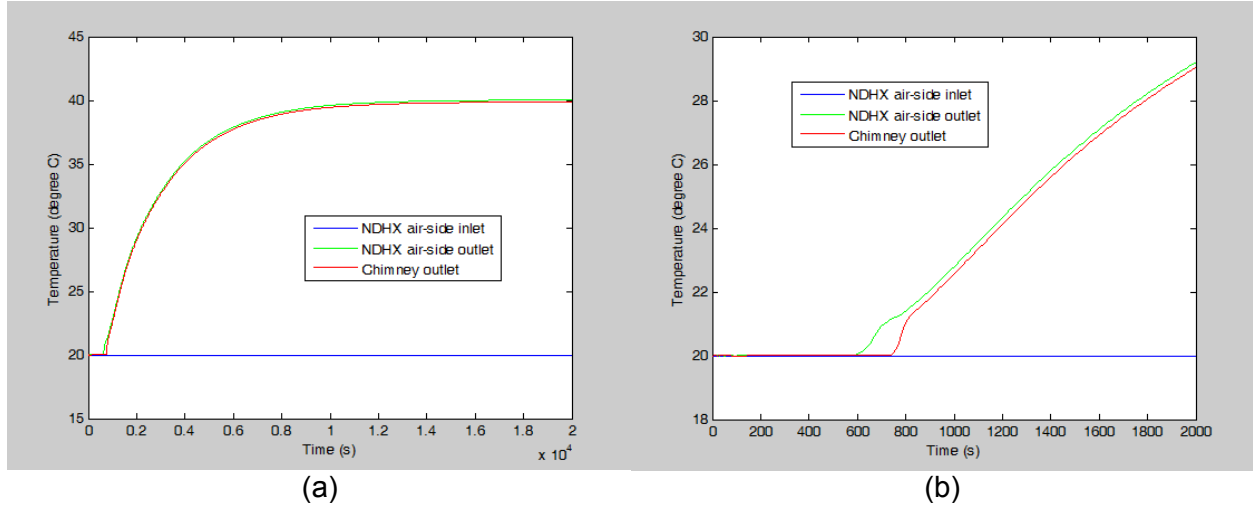 45
40
35
30
25
20
15
Temperature (degree C)
NDHX air-side inlet
NDHX air-side outlet
Chimney outlet
0 0.2 0.4 0.6 0.8 1 1.2 1.4 1.6 1.8 2
Time (s)
x 10^4
(a)
30
28
26
24
22
20
18
Temperature (degree C)
NDHX air-side inlet
NDHX air-side outlet
Chimney outlet
0 200 400 600 800 1000 1200 1400 1600 1800 2000
Time (s)
(b)